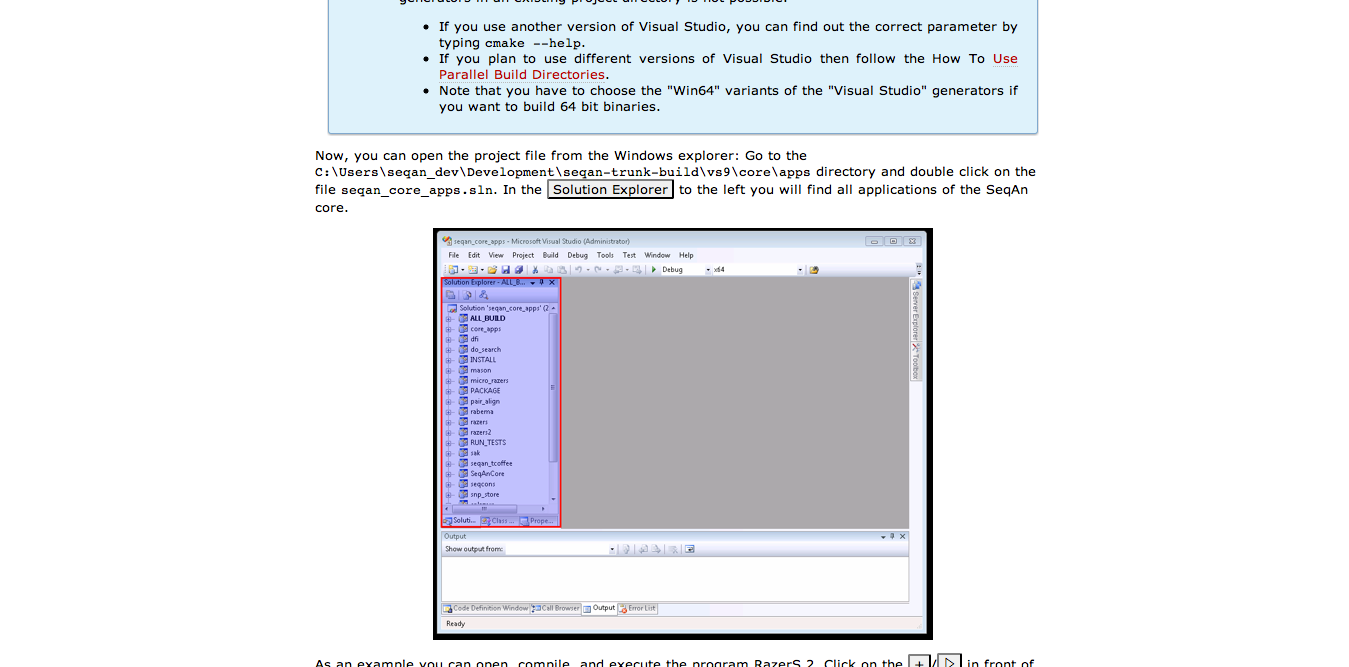 generators in an existing project directory is not possible.
• If you use another version of Visual Studio, you can find out the correct parameter by
typing cmake --help.
• If you plan to use different versions of Visual Studio then follow the How To Use
Parallel Build Directories.
• Note that you have to choose the "Win64" variants of the "Visual Studio" generators if
you want to build 64 bit binaries.
Now, you can open the project file from the Windows explorer: Go to the
C:\Users\seqan_dev\Development\seqan-trunk-build\vs9\core\apps directory and double click on the
file seqan_core_apps.sln. In the Solution Explorer to the left you will find all applications of the SeqAn
core.
seqan_core_apps - Microsoft Visual Studio (Administrator)
File Edit View Project Build Debug Tools Test Window Help
Debug x64
Solution Explorer - ALL_B...
Solution 'seqan_core_apps' (2
ALL_BUILD
core_apps
dfi
do_search
INSTALL
mason
micro_razers
PACKAGE
pair_align
rabema
razers
razers2
RUN_TESTS
sak
seqan_tcoffee
SeqAnCore
seqcons
snp_store
Soluti... Class ... Prope...
Server Explorer
Toolbox
Output
Show output from:
Code Definition Window Call Browser Output Error List
Ready
As an example you can open, compile, and execute the program RazerS 2. Click on the + / ▷ in front of